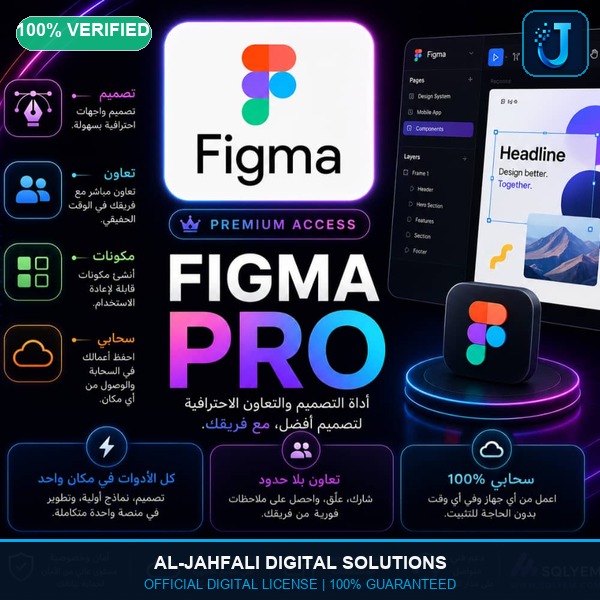 100% VERIFIED
J
Figma
PREMIUM ACCESS
FIGMA
PRO
أداة التصميم والتعاون الاحترافية
لتصميم أفضل، مع فريقك.
تصميم
تصميم واجهات
احترافية بسهولة.
تعاون
تعاون مباشر مع
فريقك في الوقت
الحقيقي.
مكونات
أنشئ مكونات
قابلة لإعادة
الاستخدام.
سحابي
احفظ أعمالك
في السحابة
والوصول من
أي مكان.
Figma
Pages
Design System
Mobile App
Components
Layers
Frame 1
Header
Hero Section
Features
Section
Footer
Headline
Design better.
Together.
كل الأدوات في مكان واحد
تصميم، نماذج أولية، وتطوير
في منصة واحدة متكاملة.
تعاون بلا حدود
شارك، علّق، واحصل على ملاحظات
فورية من فريقك.
سحابي 100%
اعمل من أي جهاز وفي أي وقت
بدون الحاجة للتثبيت.
AL-JAHFALI DIGITAL SOLUTIONS
OFFICIAL DIGITAL LICENSE | 100% GUARANTEED